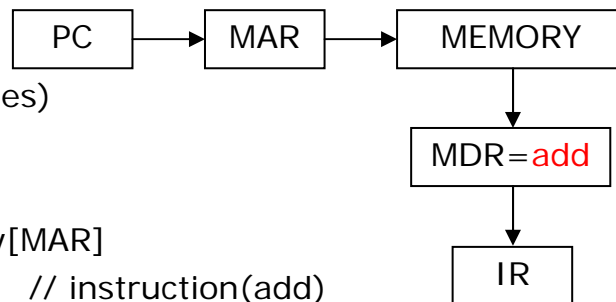 PC MAR MEMORY
es)
MDR=add
y[MAR]
IR
// instruction(add)